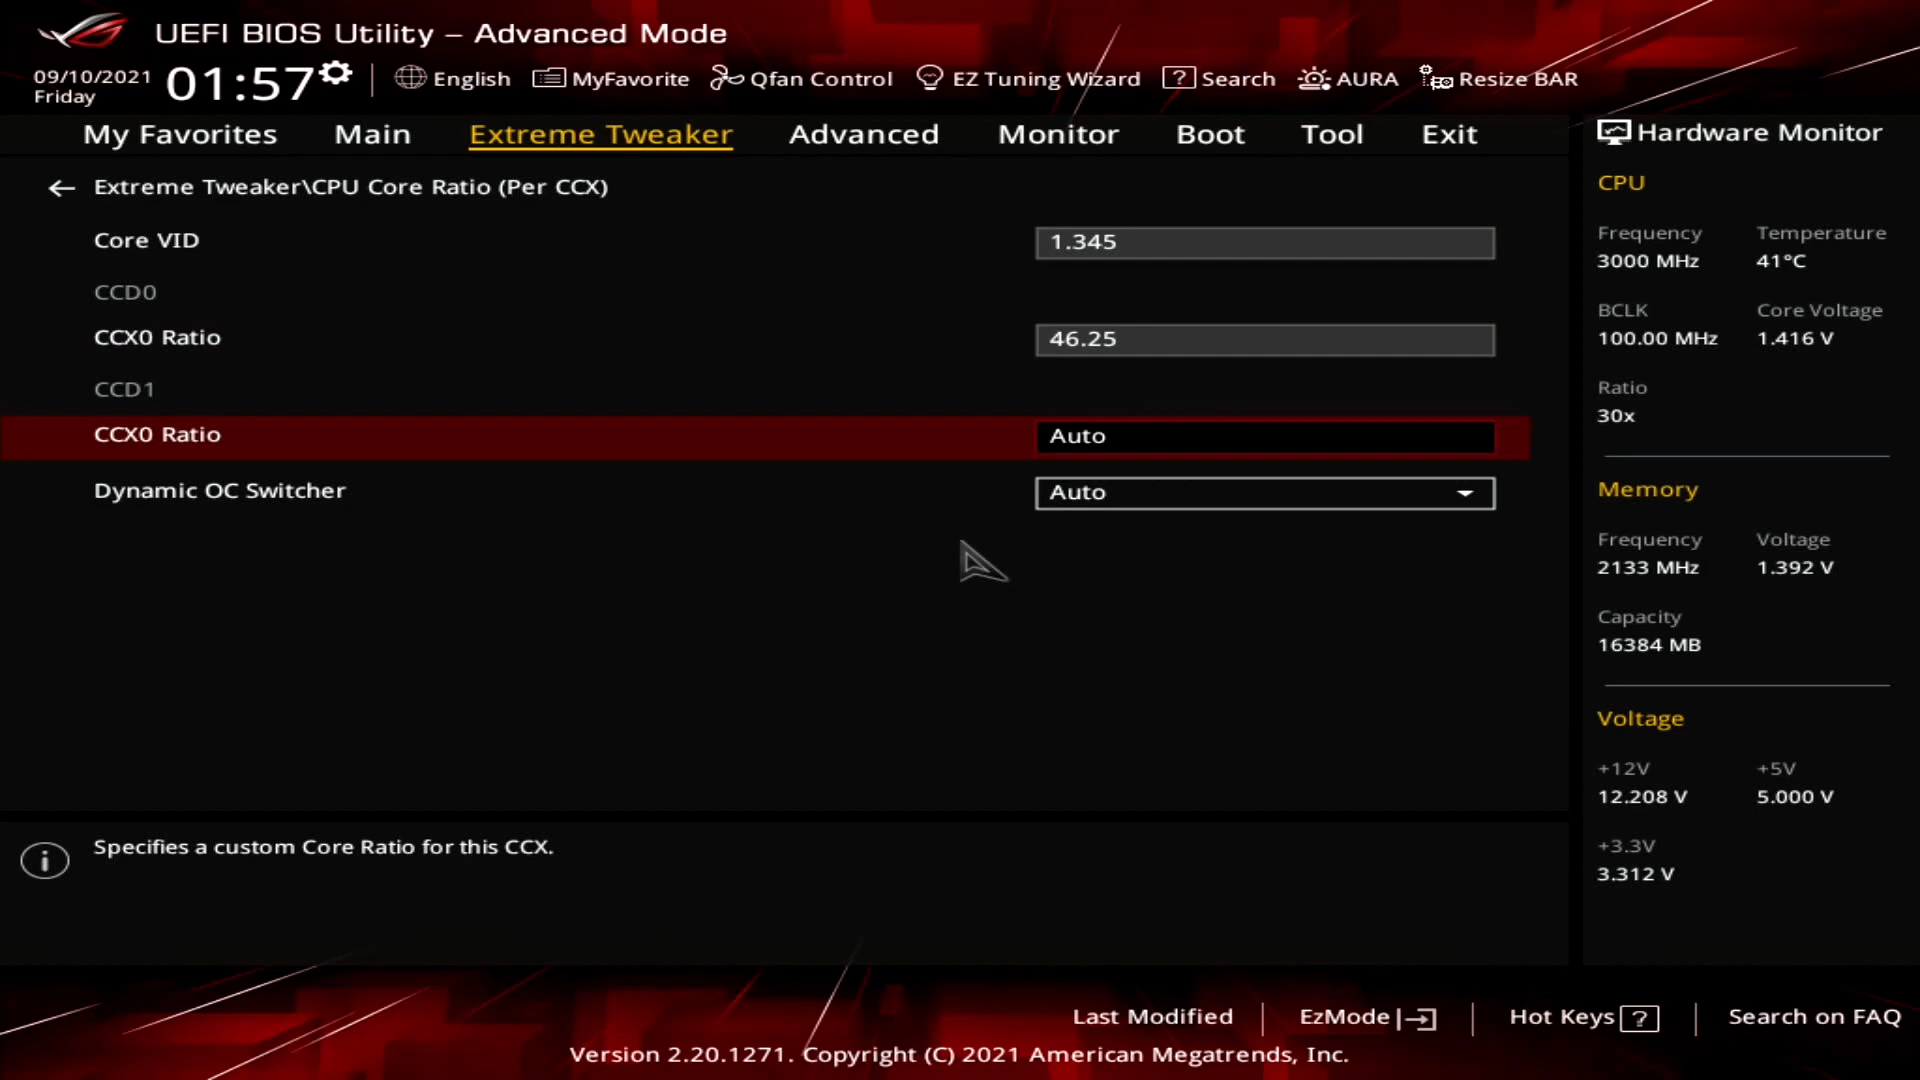 UEFI BIOS Utility – Advanced Mode
09/10/2021
Friday
01:57
English
MyFavorite
Qfan Control
EZ Tuning Wizard
? Search
AURA
Resize BAR
My Favorites
Main
Extreme Tweaker
Advanced
Monitor
Boot
Tool
Exit
Extreme Tweaker\CPU Core Ratio (Per CCX)
Core VID
1.345
CCD0
CCX0 Ratio
46.25
CCD1
CCX0 Ratio
Auto
Dynamic OC Switcher
Auto
Specifies a custom Core Ratio for this CCX.
Hardware Monitor
CPU
Frequency Temperature
3000 MHz 41°C
BCLK Core Voltage
100.00 MHz 1.416 V
Ratio
30x
Memory
Frequency Voltage
2133 MHz 1.392 V
Capacity
16384 MB
Voltage
+12V +5V
12.208 V 5.000 V
+3.3V
3.312 V
Last Modified
EzMode
Hot Keys ?
Search on FAQ
Version 2.20.1271. Copyright (C) 2021 American Megatrends, Inc.